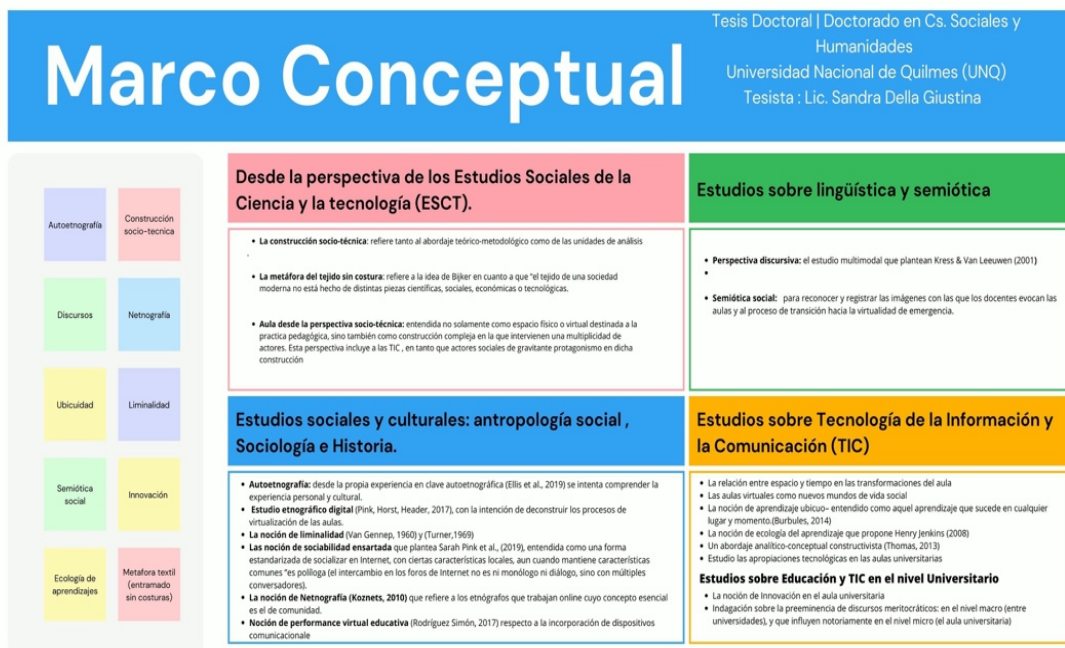 Marco Conceptual
Tesis Doctoral | Doctorado en Cs. Sociales y
Humanidades
Universidad Nacional de Quilmes (UNQ)
Tesista : Lic. Sandra Della Giustina
Autoetnografía
Construcción
socio-tecnica
Discursos
Netnografía
Ubicuidad
Liminalidad
Semiótica
social
Innovación
Ecología de
aprendizajes
Metafora textil
(entramado
sin costuras)
Desde la perspectiva de los Estudios Sociales de la
Ciencia y la tecnología (ESCT).
• La construcción socio-técnica: refiere tanto al abordaje teórico-metodológico como de las unidades de análisis
.
• La metáfora del tejido sin costura: refiere a la idea de Bijker en cuanto a que "el tejido de una sociedad
moderna no está hecho de distintas piezas científicas, sociales, económicas o tecnológicas.
• Aula desde la perspectiva socio-técnica: entendida no solamente como espacio físico o virtual destinada a la
practica pedagógica, sino también como construcción compleja en la que intervienen una multiplicidad de
actores. Esta perspectiva incluye a las TIC , en tanto que actores sociales de gravitante protagonismo en dicha
construcción
Estudios sobre lingüística y semiótica
• Perspectiva discursiva: el estudio multimodal que plantean Kress & Van Leeuwen (2001)
•
• Semiótica social: para reconocer y registrar las imágenes con las que los docentes evocan las
aulas y al proceso de transición hacia la virtualidad de emergencia.
Estudios sociales y culturales: antropología social ,
Sociología e Historia.
• Autoetnografía: desde la propia experiencia en clave autoetnográfica (Ellis et al., 2019) se intenta comprender la
experiencia personal y cultural.
• Estudio etnográfico digital (Pink, Horst, Header, 2017), con la intención de deconstruir los procesos de
virtualización de las aulas.
• La noción de liminalidad (Van Gennep, 1960) y (Turner,1969)
• Las noción de sociabilidad ensartada que plantea Sarah Pink et al., (2019), entendida como una forma
estandarizada de socializar en Internet, con ciertas características locales, aun cuando mantiene características
comunes "es políloga (el intercambio en los foros de Internet no es ni monólogo ni diálogo, sino con múltiples
conversadores).
• La noción de Netnografía (Koznets, 2010) que refiere a los etnógrafos que trabajan online cuyo concepto esencial
es el de comunidad.
• Noción de performance virtual educativa (Rodríguez Simón, 2017) respecto a la incorporación de dispositivos
comunicacionale
Estudios sobre Tecnología de la Información y
la Comunicación (TIC)
• La relación entre espacio y tiempo en las transformaciones del aula
• Las aulas virtuales como nuevos mundos de vida social
• La noción de aprendizaje ubicuo– entendido como aquel aprendizaje que sucede en cualquier
lugar y momento.(Burbules, 2014)
• La noción de ecología del aprendizaje que propone Henry Jenkins (2008)
• Un abordaje analítico-conceptual constructivista (Thomas, 2013)
• Estudio las apropiaciones tecnológicas en las aulas universitarias
Estudios sobre Educación y TIC en el nivel Universitario
• La noción de Innovación en el aula universitaria
• Indagación sobre la preeminencia de discursos meritocráticos: en el nivel macro (entre
universidades), y que influyen notoriamente en el nivel micro (el aula universitaria)